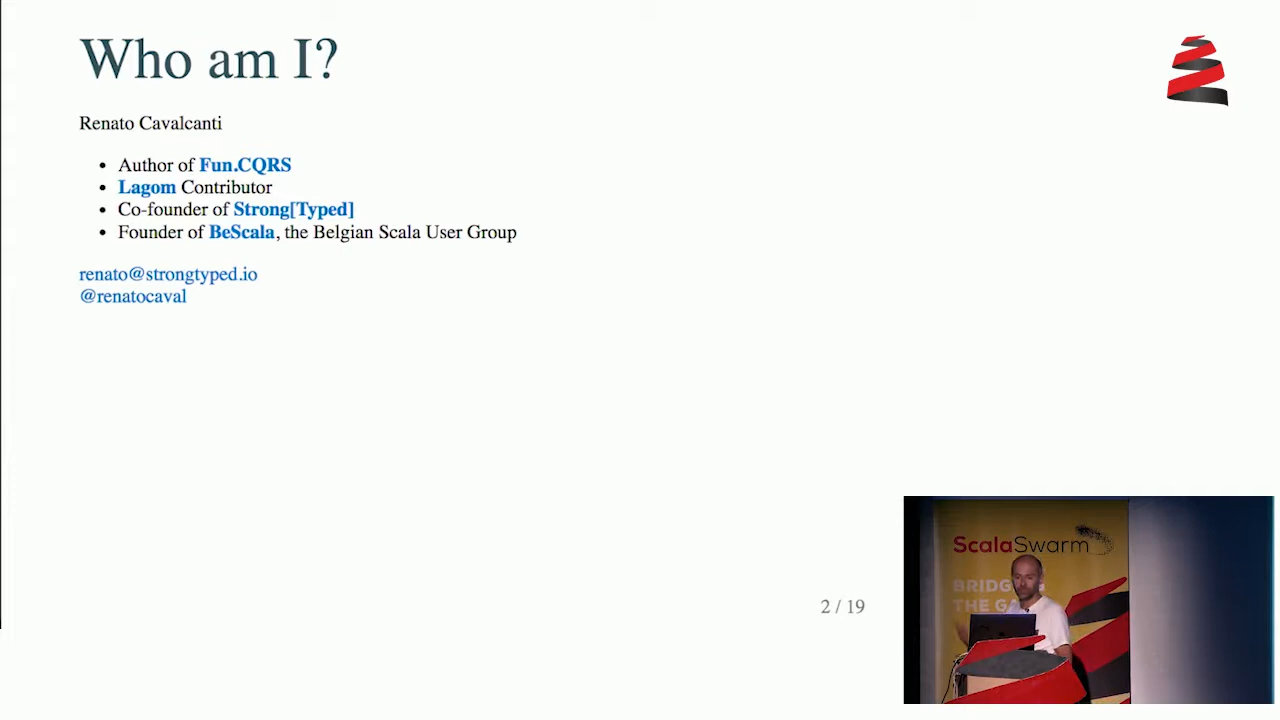 Who am I?
Renato Cavalcanti
• Author of Fun.CQRS
• Lagom Contributor
• Co-founder of Strong[Typed]
• Founder of BeScala, the Belgian Scala User Group
renato@strongtyped.io
@renatocaval
2 / 19
ScalaSwarm
THE